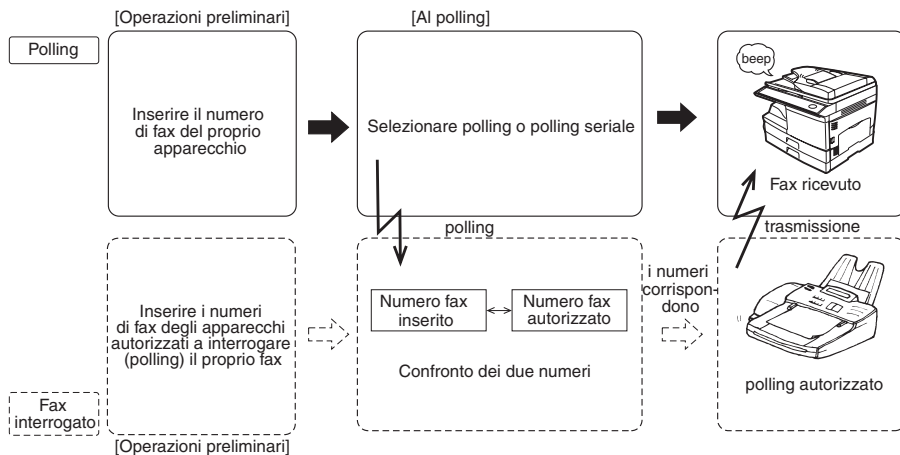 [Operazioni preliminari]
[Al polling]
Polling
Inserire il numero
di fax del proprio
apparecchio
Selezionare polling o polling seriale
beep
Fax ricevuto
polling
trasmissione
Inserire i numeri
di fax degli apparecchi
autorizzati a interrogare
(polling) il proprio fax
Numero fax
inserito
Numero fax
autorizzato
Confronto dei due numeri
i numeri
corrispon-
dono
polling autorizzato
Fax
interrogato
[Operazioni preliminari]